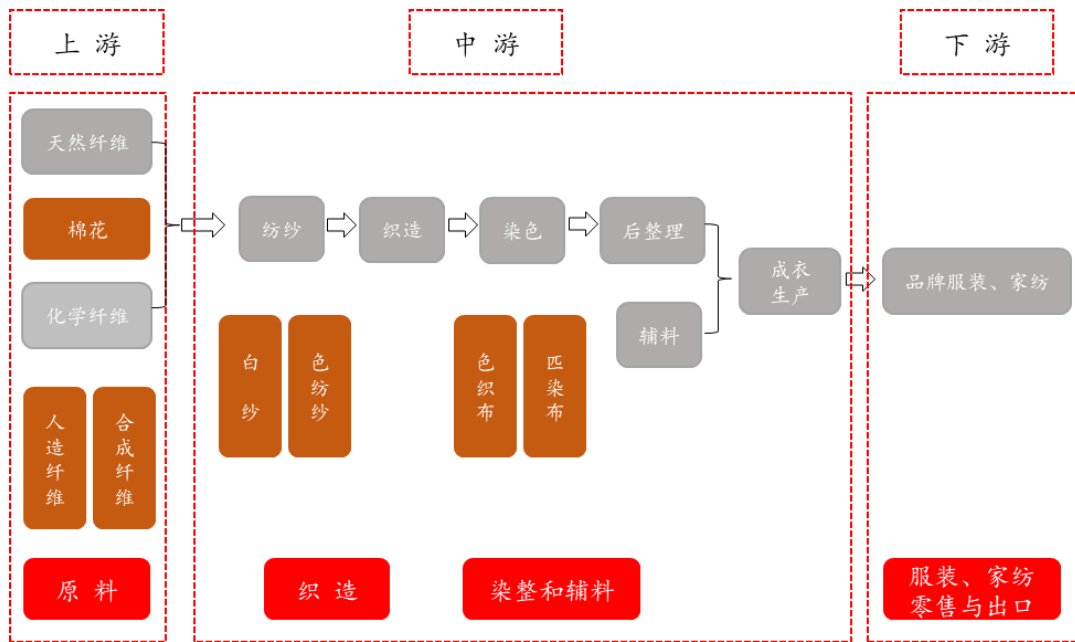 上 游
中 游
下 游
天然纤维
棉花
化学纤维
人造纤维
合成纤维
原 料
纺纱
织造
染色
后整理
辅料
成衣
生产
白 纱
色纺纱
色织布
匹染布
织 造
染整和辅料
品牌服装、家纺
服装、家纺
零售与出口